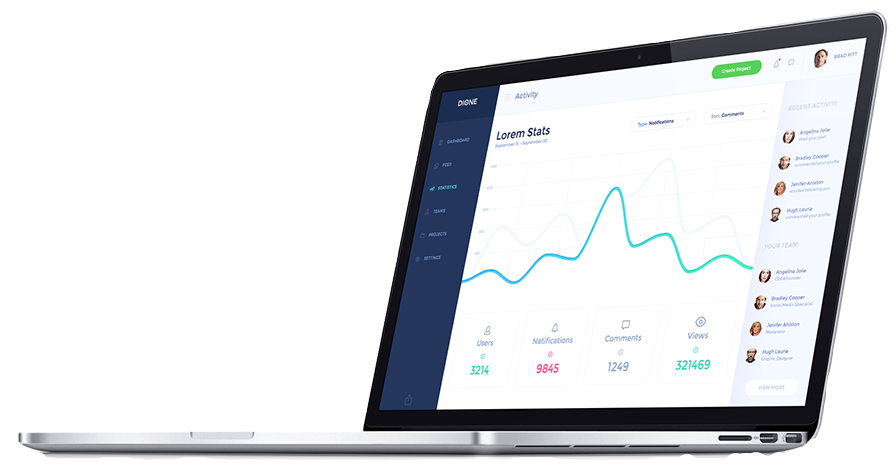 DIONE
Activity
Create Project
BRAD PITT
DASHBOARD
FEED
STATISTICS
TEAMS
PROJECTS
SETTINGS
Lorem Stats
September 15 - September 30
Type: Notifications
Sort: Comments
Users
3214
Notifications
9845
Comments
1249
Views
321469
RECENT ACTIVITY
Angelina Jolie
liked your post
Bradley Cooper
commented your profile
Jenifer Aniston
started following you
Hugh Laurie
commented your profile
YOUR TEAM
Angelina Jolie
CEO&Founder
Bradley Cooper
Social Media Specialist
Jenifer Aniston
Moderator
Hugh Laurie
Graphic Designer
VIEW MORE